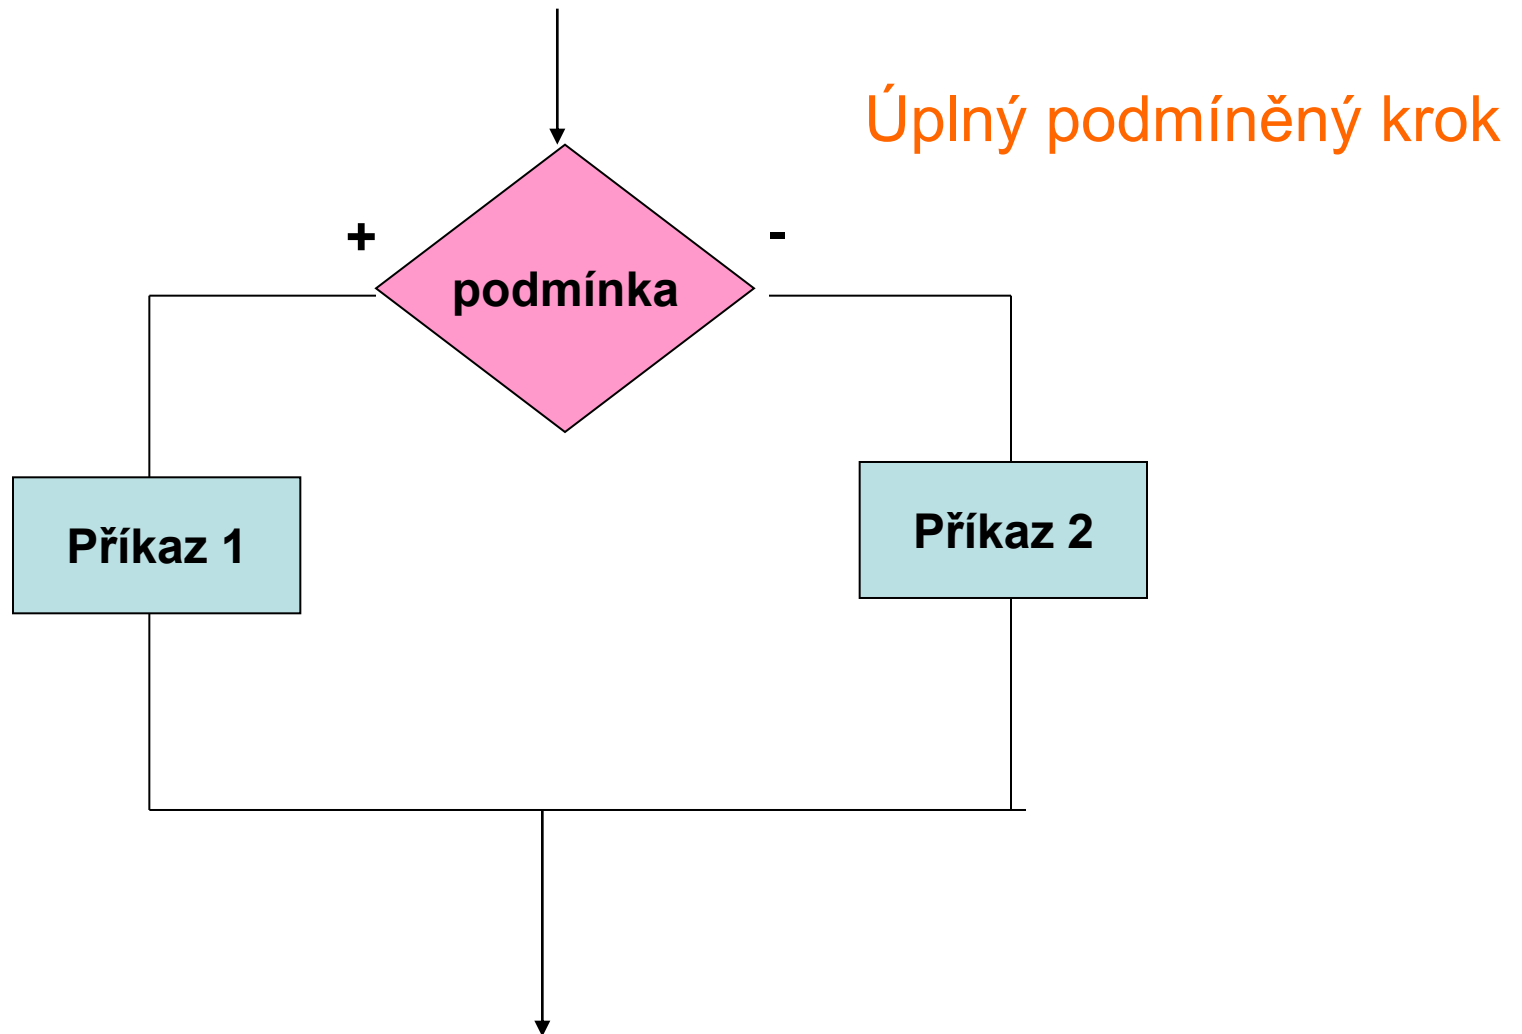 Úplný podmíněný krok
+
-
podmínka
Příkaz 1
Příkaz 2